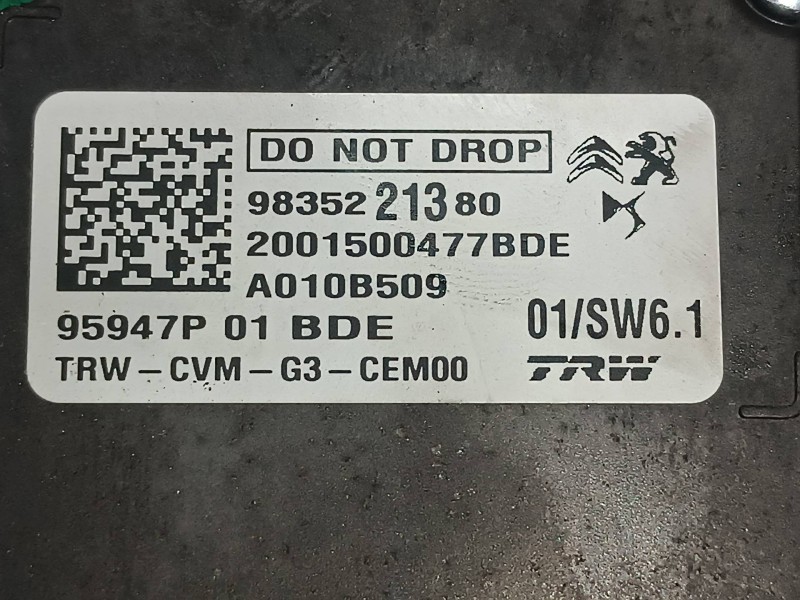 DO NOT DROP
98352 213 80
2001500477BDE
A010B509
95947P 01 BDE
01/SW6.1
TRW-CVM-G3-CEM00
TRW